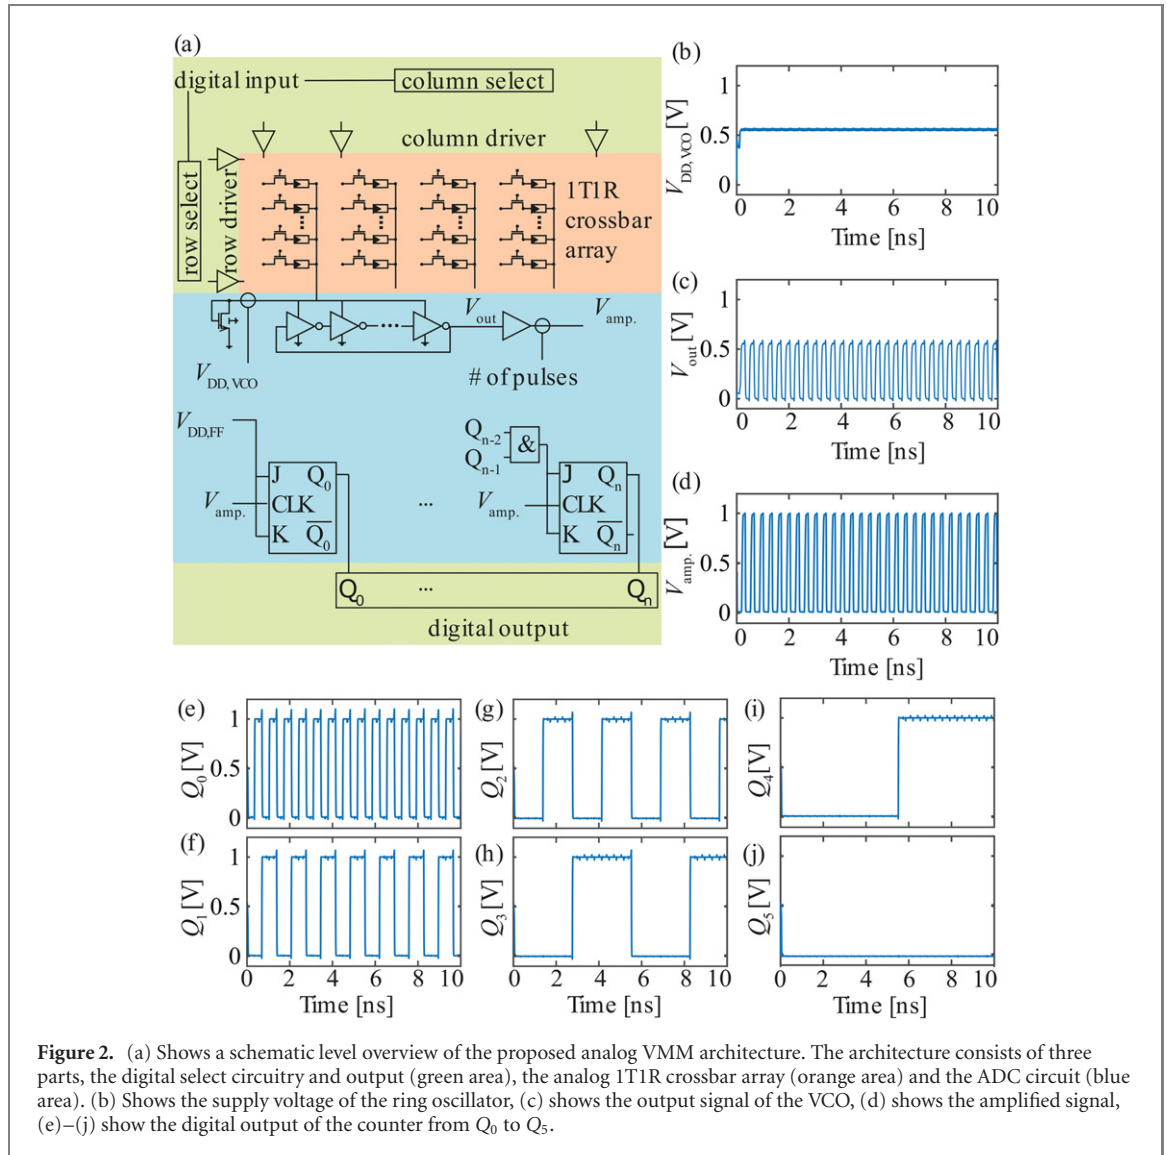 (a)
digital input
column select
column driver
row select
row driver
1T1R
crossbar
array
V_out
V_amp.
V_DD, VCO
# of pulses
V_DD,FF
Q_n-2
Q_n-1
&
J Q_0
V_amp. CLK
K \overline{Q_0}
...
J Q_n
V_amp. CLK
K \overline{Q_n}
Q_0 ... Q_n
digital output
(b)
V_DD, VCO [V]
1
0.5
0
0 2 4 6 8 10
Time [ns]
(c)
V_out [V]
1
0.5
0
0 2 4 6 8 10
Time [ns]
(d)
V_amp. [V]
1
0.5
0
0 2 4 6 8 10
Time [ns]
(e)
Q_0 [V]
1
0.5
0
(g)
Q_2 [V]
(i)
Q_4 [V]
(f)
Q_1 [V]
1
0.5
0
0 2 4 6 8 10
Time [ns]
(h)
Q_3 [V]
0 2 4 6 8 10
Time [ns]
(j)
Q_5 [V]
0 2 4 6 8 10
Time [ns]
Figure 2. (a) Shows a schematic level overview of the proposed analog VMM architecture. The architecture consists of three
parts, the digital select circuitry and output (green area), the analog 1T1R crossbar array (orange area) and the ADC circuit (blue
area). (b) Shows the supply voltage of the ring oscillator, (c) shows the output signal of the VCO, (d) shows the amplified signal,
(e)–(j) show the digital output of the counter from Q_0 to Q_5.